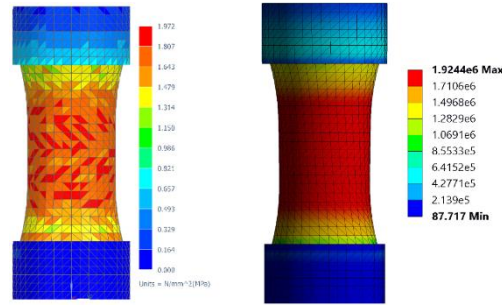 1.972
1.807
1.643
1.479
1.314
1.150
0.986
0.821
0.657
0.493
0.329
0.164
0.000
Units = N/mm^2(MPa)
1.9244e6 Max
1.7106e6
1.4968e6
1.2829e6
1.0691e6
8.5533e5
6.4152e5
4.2771e5
2.139e5
87.717 Min